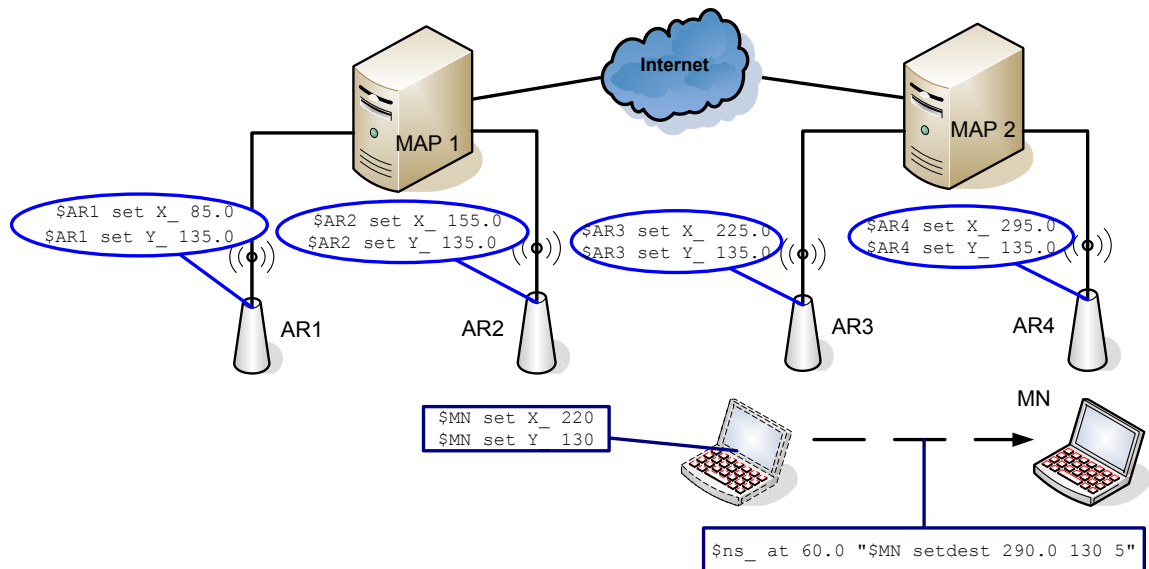 Internet
MAP 1
MAP 2
$AR1 set X_ 85.0
$AR1 set Y_ 135.0
$AR2 set X_ 155.0
$AR2 set Y_ 135.0
$AR3 set X_ 225.0
$AR3 set Y_ 135.0
$AR4 set X_ 295.0
$AR4 set Y_ 135.0
AR1
AR2
AR3
AR4
MN
$MN set X_ 220
$MN set Y_ 130
$ns_ at 60.0 "$MN setdest 290.0 130 5"